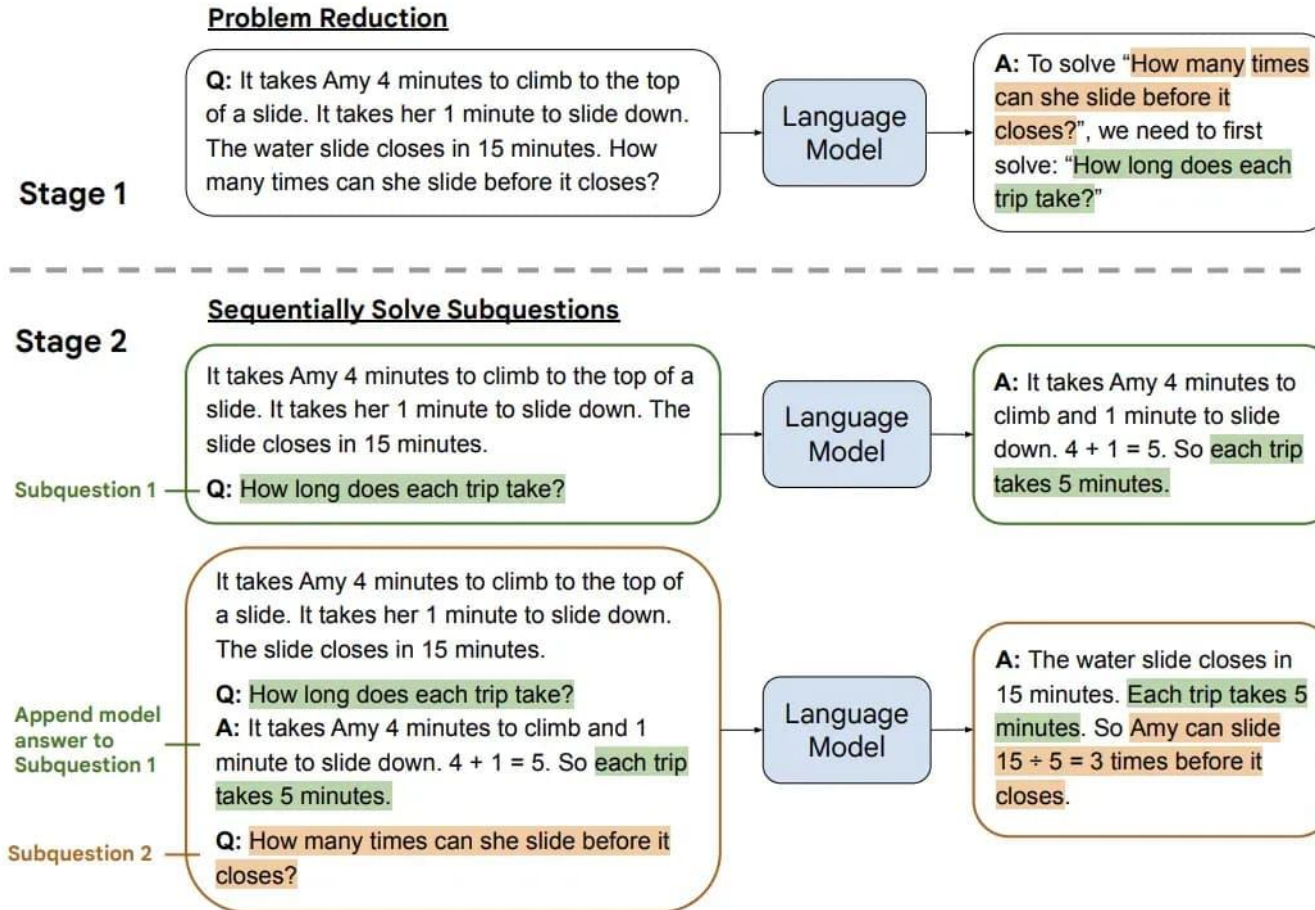 Problem Reduction
Stage 1
Q: It takes Amy 4 minutes to climb to the top
of a slide. It takes her 1 minute to slide down.
The water slide closes in 15 minutes. How
many times can she slide before it closes?
Language
Model
A: To solve “How many times
can she slide before it
closes?”, we need to first
solve: “How long does each
trip take?”
Stage 2
Sequentially Solve Subquestions
It takes Amy 4 minutes to climb to the top of a
slide. It takes her 1 minute to slide down. The
slide closes in 15 minutes.
Subquestion 1
Q: How long does each trip take?
Language
Model
A: It takes Amy 4 minutes to
climb and 1 minute to slide
down. 4 + 1 = 5. So each trip
takes 5 minutes.
It takes Amy 4 minutes to climb to the top of
a slide. It takes her 1 minute to slide down.
The slide closes in 15 minutes.
Q: How long does each trip take?
Append model
answer to
Subquestion 1
A: It takes Amy 4 minutes to climb and 1
minute to slide down. 4 + 1 = 5. So each trip
takes 5 minutes.
Subquestion 2
Q: How many times can she slide before it
closes?
Language
Model
A: The water slide closes in
15 minutes. Each trip takes 5
minutes. So Amy can slide
15 ÷ 5 = 3 times before it
closes.